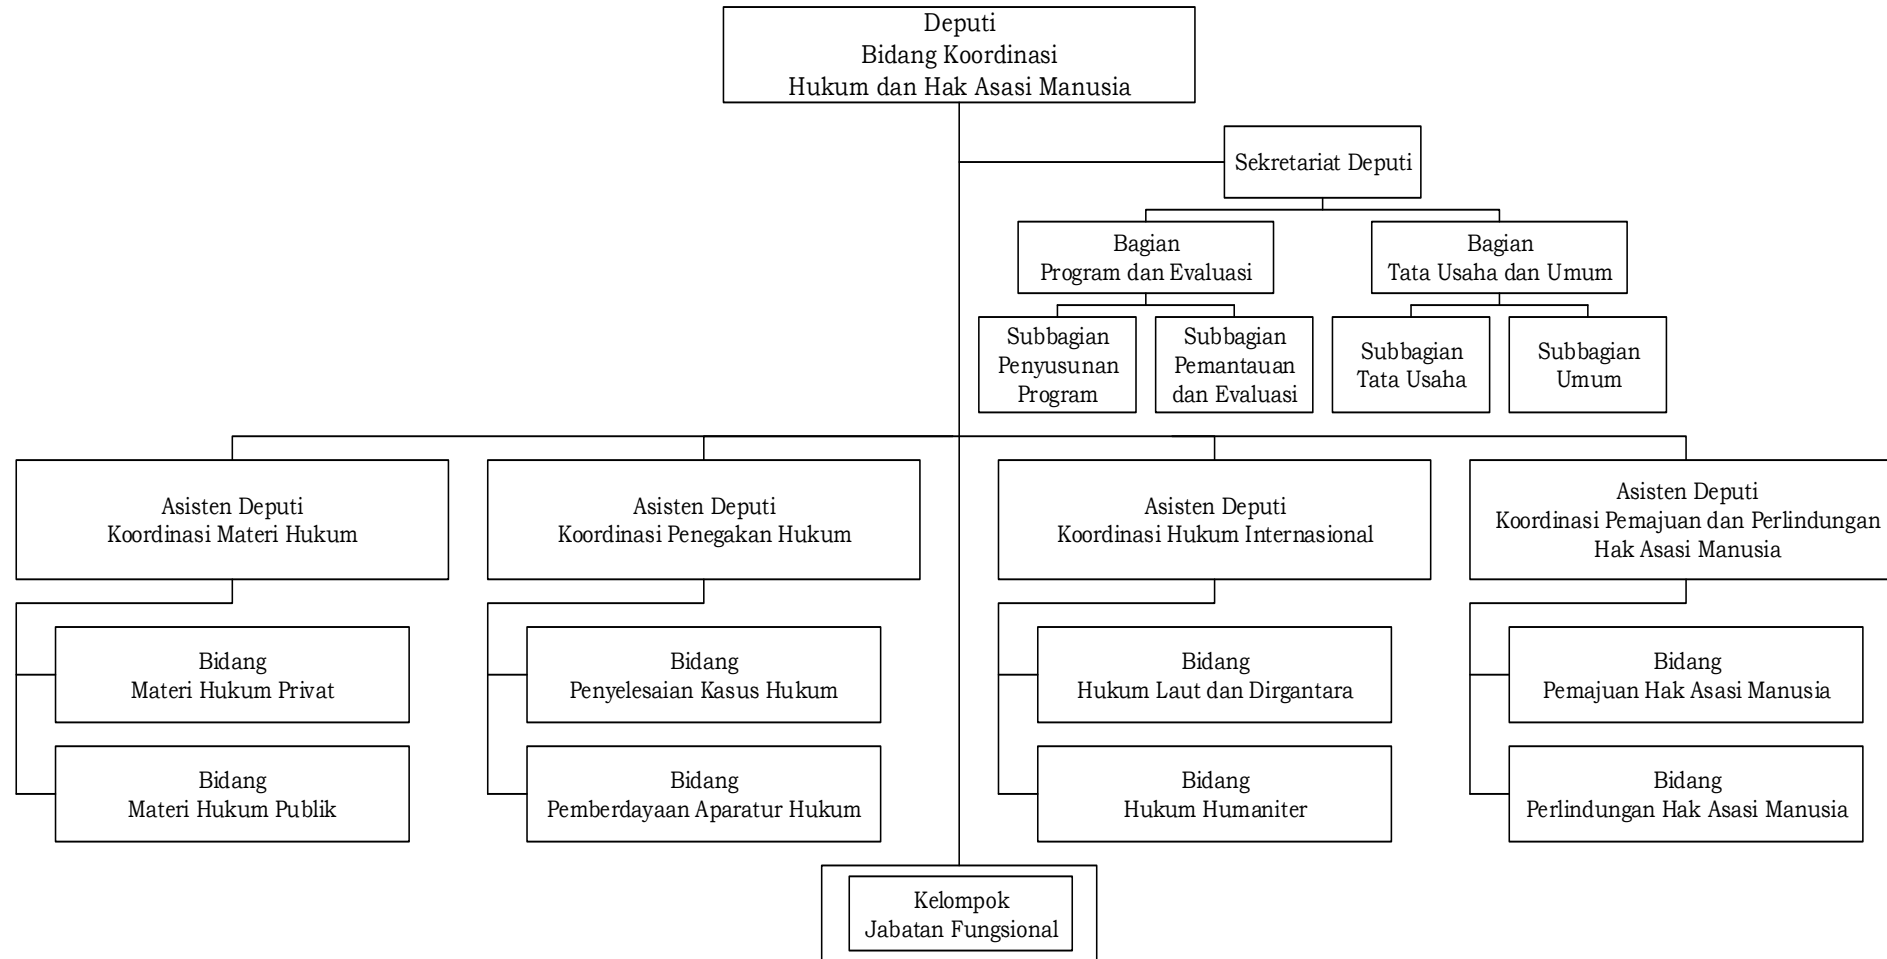 Deputi
Bidang Koordinasi
Hukum dan Hak Asasi Manusia
Sekretariat Deputi
Bagian
Program dan Evaluasi
Bagian
Tata Usaha dan Umum
Subbagian
Penyusunan
Program
Subbagian
Pemantauan
dan Evaluasi
Subbagian
Tata Usaha
Subbagian
Umum
Asisten Deputi
Koordinasi Materi Hukum
Asisten Deputi
Koordinasi Penegakan Hukum
Asisten Deputi
Koordinasi Hukum Internasional
Asisten Deputi
Koordinasi Pemajuan dan Perlindungan
Hak Asasi Manusia
Bidang
Materi Hukum Privat
Bidang
Penyelesaian Kasus Hukum
Bidang
Hukum Laut dan Dirgantara
Bidang
Pemajuan Hak Asasi Manusia
Bidang
Materi Hukum Publik
Bidang
Pemberdayaan Aparatur Hukum
Bidang
Hukum Humaniter
Bidang
Perlindungan Hak Asasi Manusia
Kelompok
Jabatan Fungsional